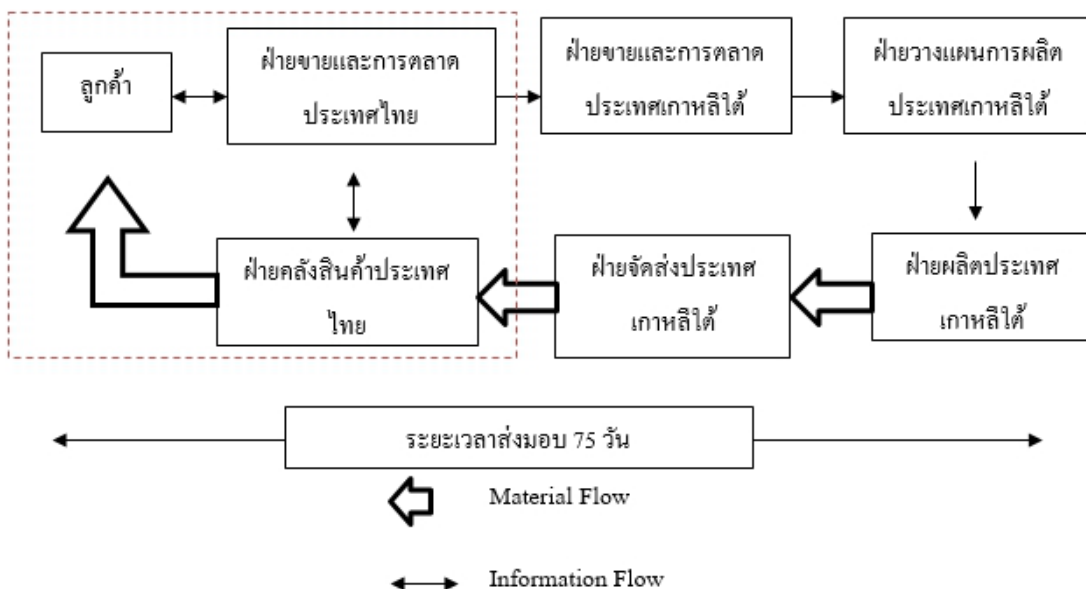 ลูกค้า
ฝ่ายขายและการตลาด
ประเทศไทย
ฝ่ายขายและการตลาด
ประเทศเกาหลีใต้
ฝ่ายวางแผนการผลิต
ประเทศเกาหลีใต้
ฝ่ายคลังสินค้าประเทศ
ไทย
ฝ่ายจัดส่งประเทศ
เกาหลีใต้
ฝ่ายผลิตประเทศ
เกาหลีใต้
ระยะเวลาส่งมอบ 75 วัน
Material Flow
Information Flow